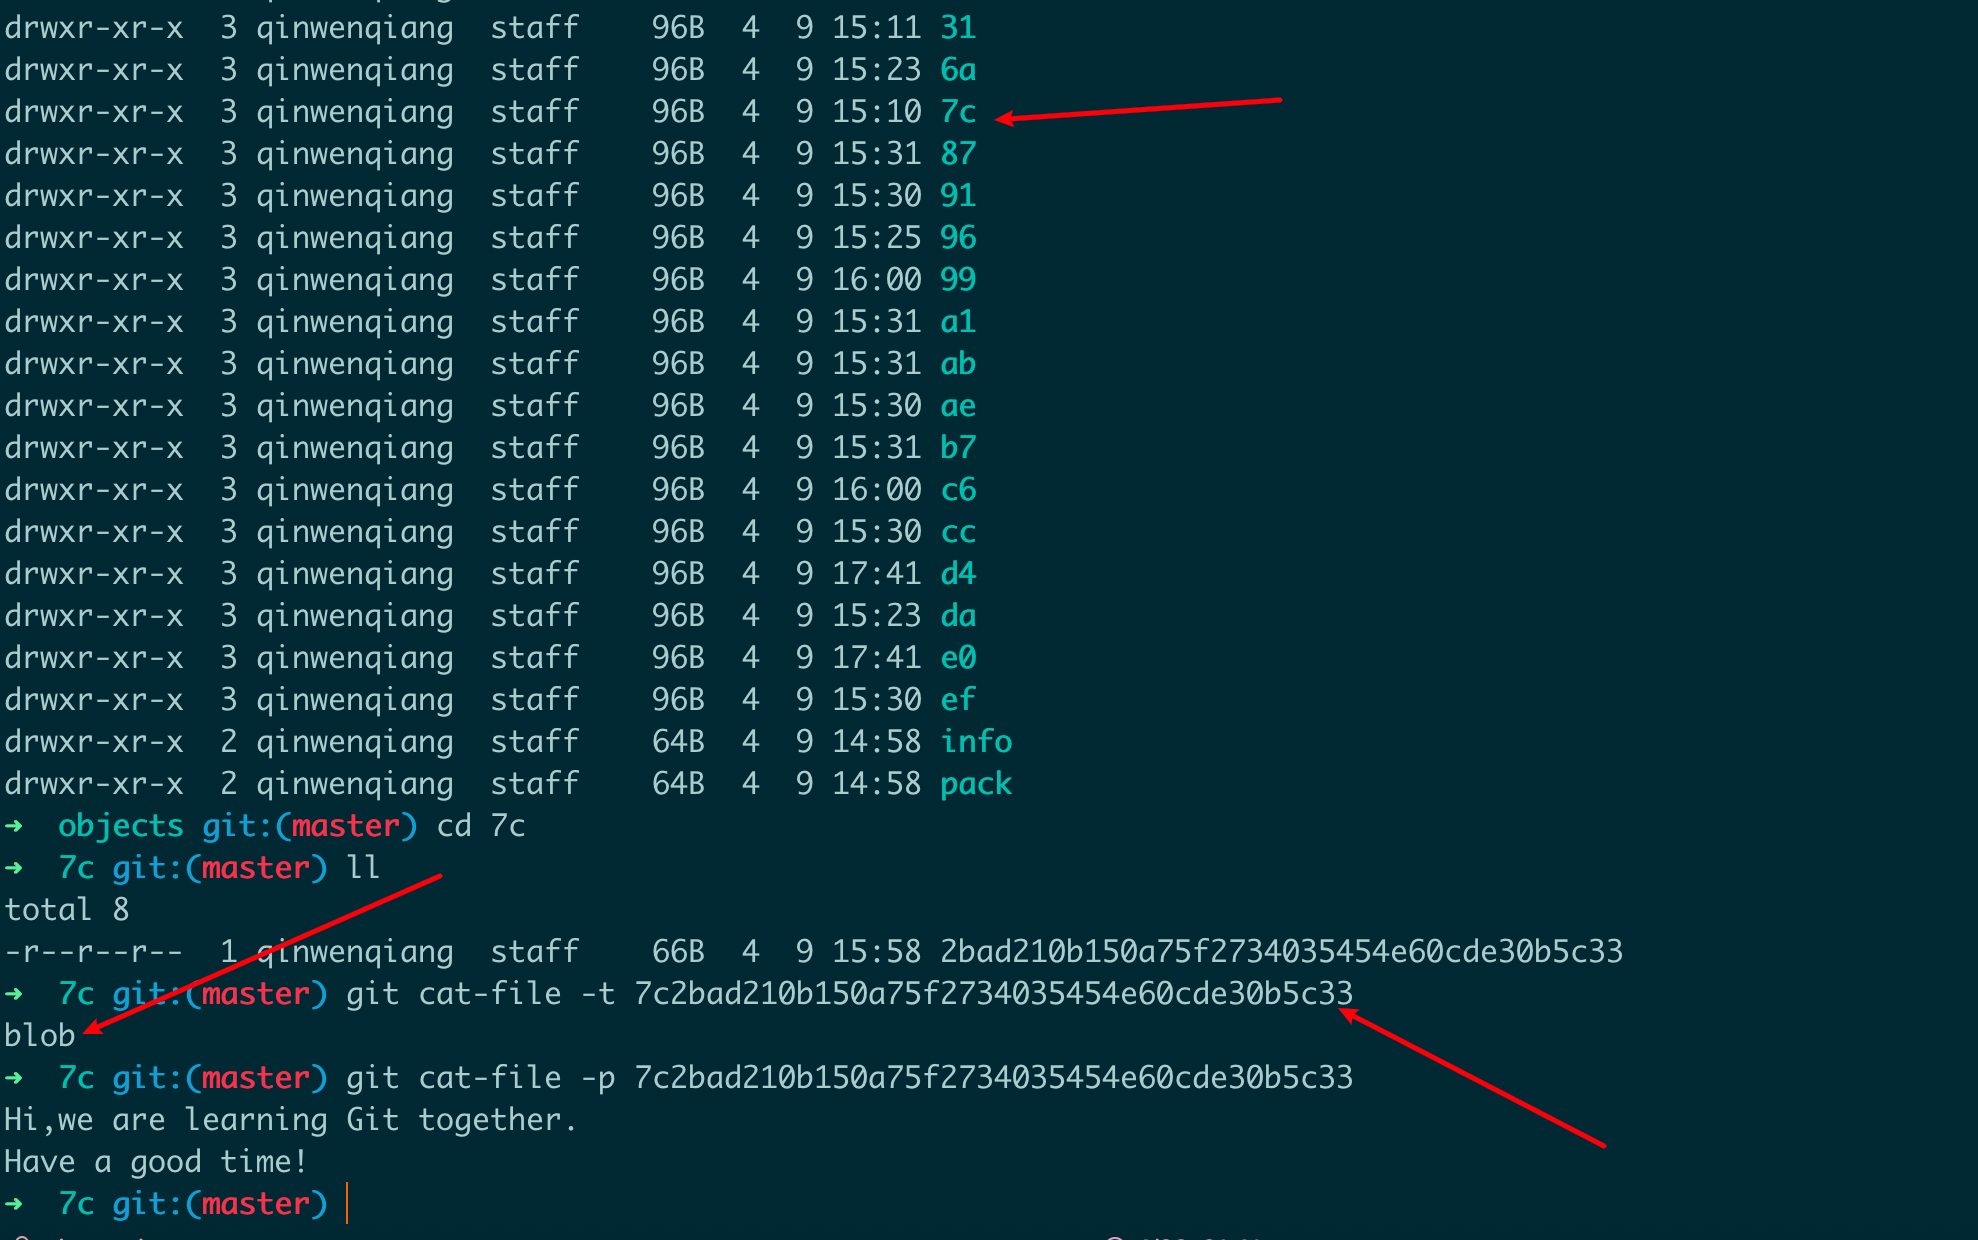 drwxr-xr-x  3 qinwenqiang  staff    96B  4  9 15:11 31
drwxr-xr-x  3 qinwenqiang  staff    96B  4  9 15:23 6a
drwxr-xr-x  3 qinwenqiang  staff    96B  4  9 15:10 7c
drwxr-xr-x  3 qinwenqiang  staff    96B  4  9 15:31 87
drwxr-xr-x  3 qinwenqiang  staff    96B  4  9 15:30 91
drwxr-xr-x  3 qinwenqiang  staff    96B  4  9 15:25 96
drwxr-xr-x  3 qinwenqiang  staff    96B  4  9 16:00 99
drwxr-xr-x  3 qinwenqiang  staff    96B  4  9 15:31 a1
drwxr-xr-x  3 qinwenqiang  staff    96B  4  9 15:31 ab
drwxr-xr-x  3 qinwenqiang  staff    96B  4  9 15:30 ae
drwxr-xr-x  3 qinwenqiang  staff    96B  4  9 15:31 b7
drwxr-xr-x  3 qinwenqiang  staff    96B  4  9 16:00 c6
drwxr-xr-x  3 qinwenqiang  staff    96B  4  9 15:30 cc
drwxr-xr-x  3 qinwenqiang  staff    96B  4  9 17:41 d4
drwxr-xr-x  3 qinwenqiang  staff    96B  4  9 15:23 da
drwxr-xr-x  3 qinwenqiang  staff    96B  4  9 17:41 e0
drwxr-xr-x  3 qinwenqiang  staff    96B  4  9 15:30 ef
drwxr-xr-x  2 qinwenqiang  staff    64B  4  9 14:58 info
drwxr-xr-x  2 qinwenqiang  staff    64B  4  9 14:58 pack
➜  objects git:(master) cd 7c
➜  7c git:(master) ll
total 8
-r--r--r--  1 qinwenqiang  staff    66B  4  9 15:58 2bad210b150a75f2734035454e60cde30b5c33
➜  7c git:(master) git cat-file -t 7c2bad210b150a75f2734035454e60cde30b5c33
blob
➜  7c git:(master) git cat-file -p 7c2bad210b150a75f2734035454e60cde30b5c33
Hi,we are learning Git together.
Have a good time!
➜  7c git:(master)